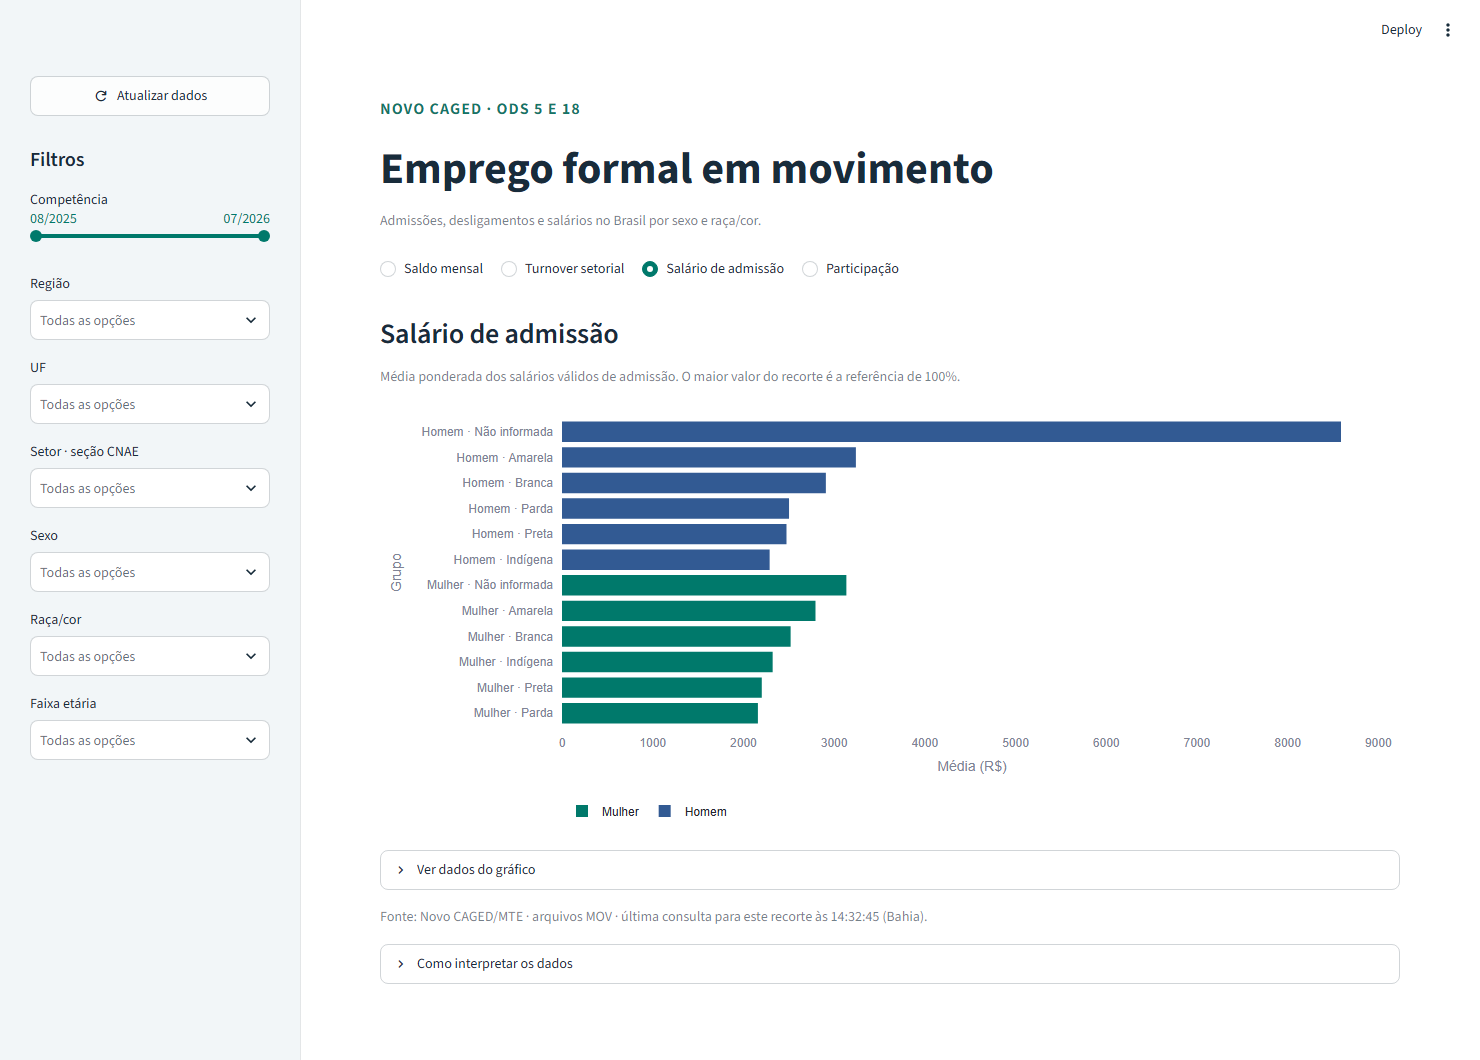 Deploy
Atualizar dados
Filtros
Competência
08/2025 07/2026
Região
Todas as opções
UF
Todas as opções
Setor · seção CNAE
Todas as opções
Sexo
Todas as opções
Raça/cor
Todas as opções
Faixa etária
Todas as opções
NOVO CAGED · ODS 5 E 18
Emprego formal em movimento
Admissões, desligamentos e salários no Brasil por sexo e raça/cor.
Saldo mensal Turnover setorial Salário de admissão Participação
Salário de admissão
Média ponderada dos salários válidos de admissão. O maior valor do recorte é a referência de 100%.
Grupo
Homem · Não informada
Homem · Amarela
Homem · Branca
Homem · Parda
Homem · Preta
Homem · Indígena
Mulher · Não informada
Mulher · Amarela
Mulher · Branca
Mulher · Indígena
Mulher · Preta
Mulher · Parda
0 1000 2000 3000 4000 5000 6000 7000 8000 9000
Média (R$)
Mulher Homem
Ver dados do gráfico
Fonte: Novo CAGED/MTE · arquivos MOV · última consulta para este recorte às 14:32:45 (Bahia).
Como interpretar os dados